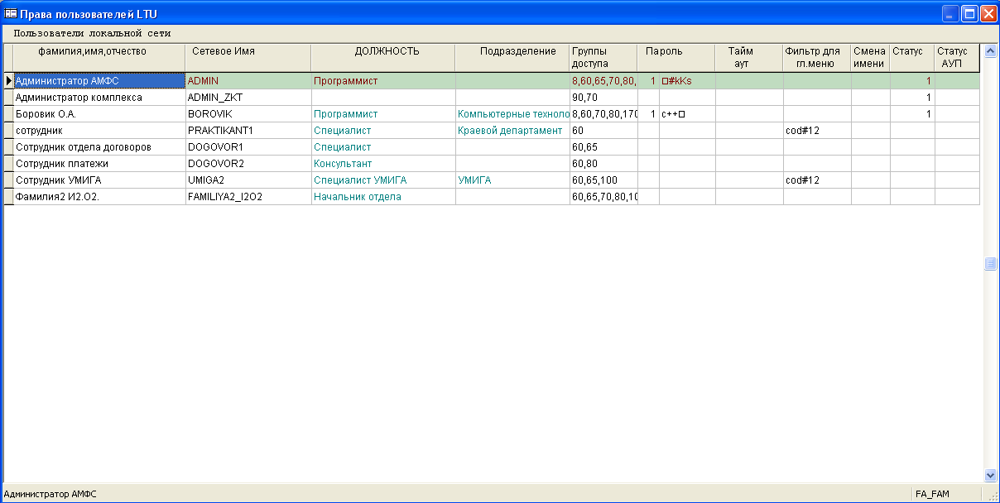 Права пользователей LTU
Пользователи локальной сети
фамилия,имя,отчество Сетевое Имя ДОЛЖНОСТЬ Подразделение Группы доступа Пароль Тайм аут Фильтр для гл.меню Смена имени Статус Статус АУП
Администратор АМФС ADMIN Программист 8,60,65,70,80, 1 □#kKs 1
Администратор комплекса ADMIN_ZKT 90,70 1
Боровик О.А. BOROVIK Программист Компьютерные техноло 8,60,70,80,170 1 c++□ 1
сотрудник PRAKTIKANT1 Специалист Краевой департамент 60 cod#12
Сотрудник отдела договоров DOGOVOR1 Специалист 60,65
Сотрудник платежи DOGOVOR2 Консультант 60,80
Сотрудник УМИГА UMIGA2 Специалист УМИГА УМИГА 60,65,100 cod#12
Фамилия2 И2.О2. FAMILIYA2_I2O2 Начальник отдела 60,65,70,80,10
Администратор АМФС FA_FAM